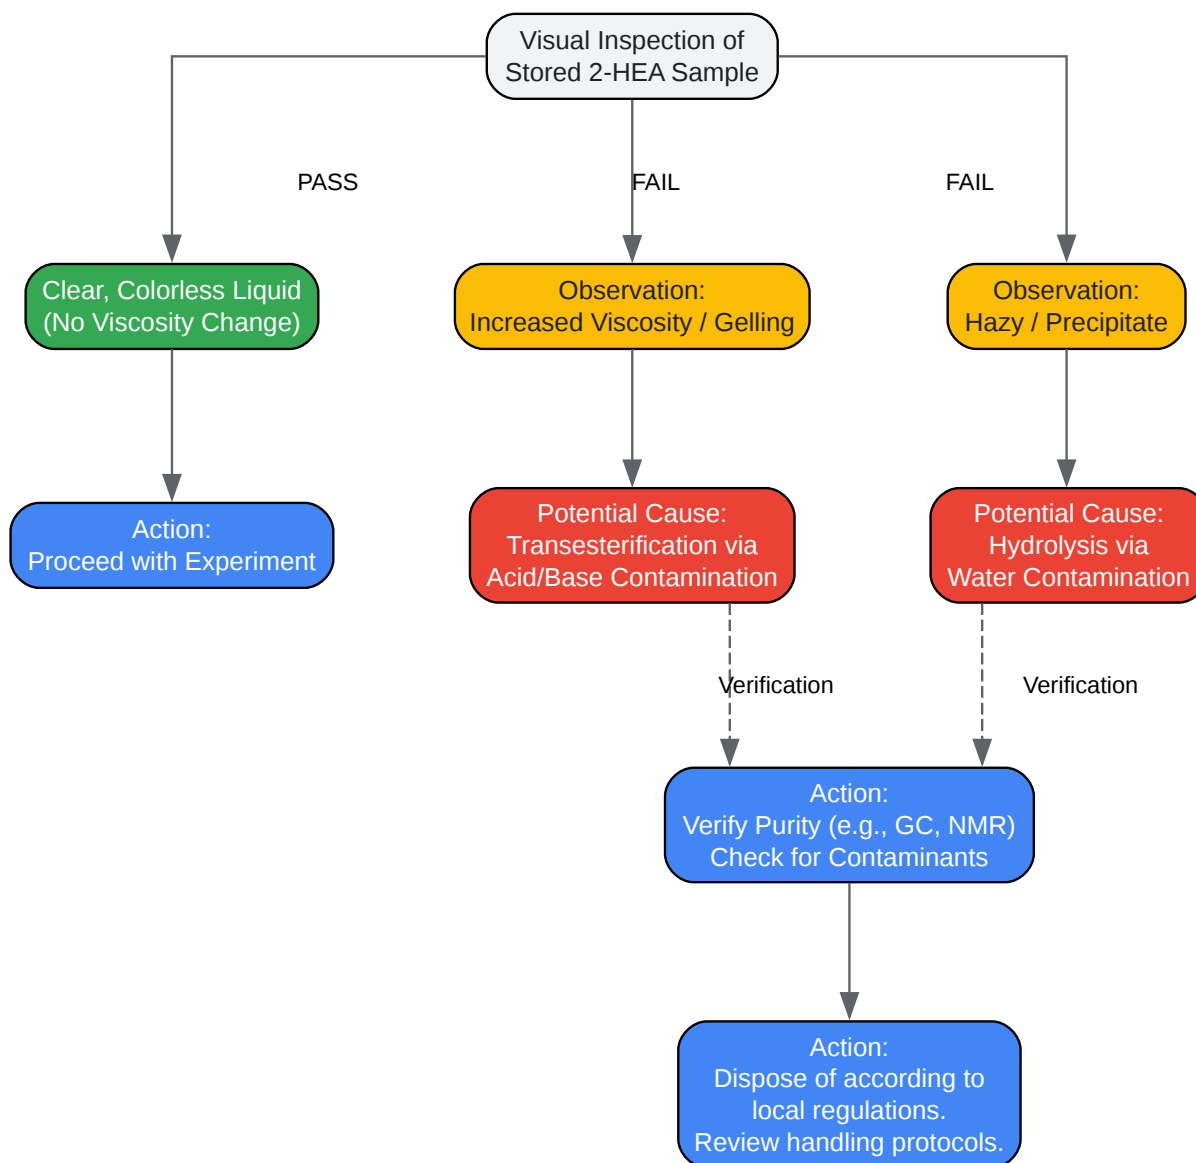 Visual Inspection of
Stored 2-HEA Sample
PASS
FAIL
FAIL
Clear, Colorless Liquid
(No Viscosity Change)
Observation:
Increased Viscosity / Gelling
Observation:
Hazy / Precipitate
Action:
Proceed with Experiment
Potential Cause:
Transesterification via
Acid/Base Contamination
Potential Cause:
Hydrolysis via
Water Contamination
Verification
Verification
Action:
Verify Purity (e.g., GC, NMR)
Check for Contaminants
Action:
Dispose of according to
local regulations.
Review handling protocols.